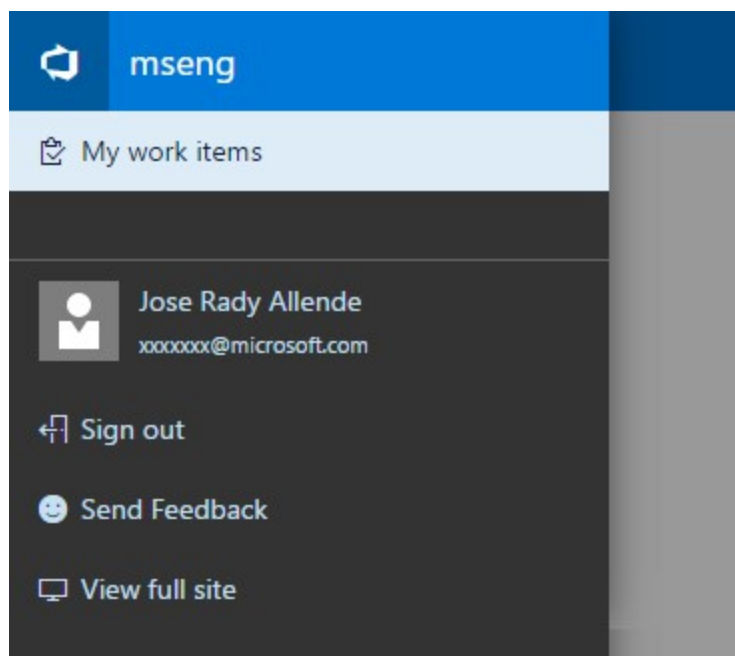 mseng
My work items
Jose Rady Allende
xxxxxxx@microsoft.com
Sign out
Send Feedback
View full site